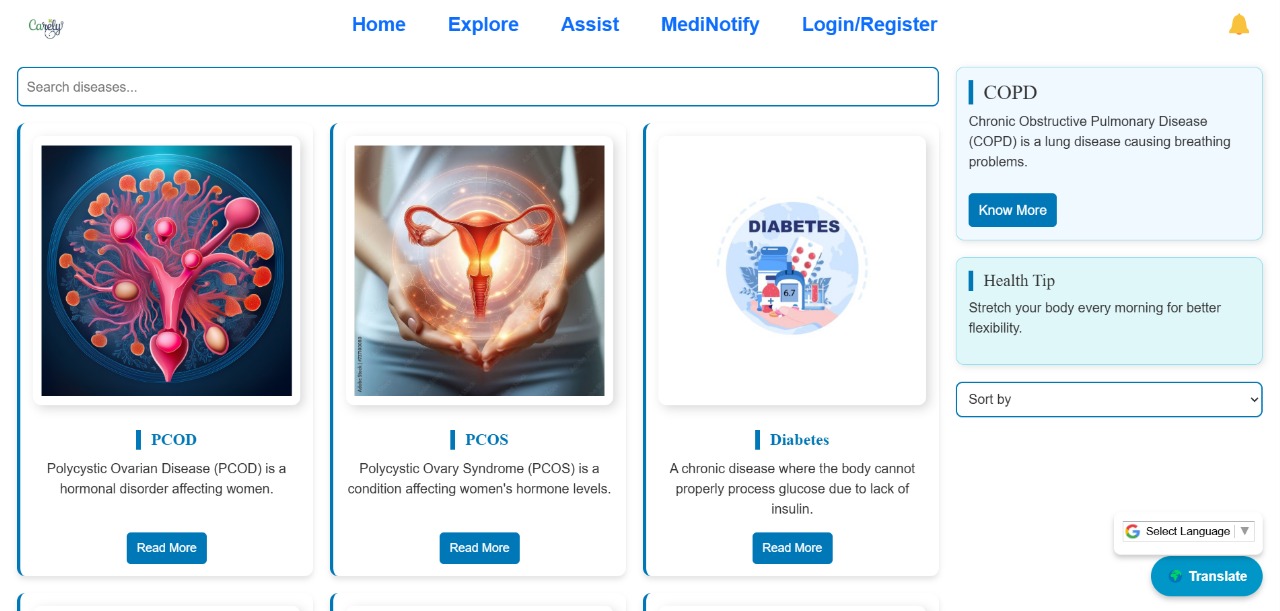 Carely
Home Explore Assist MediNotify Login/Register
Search diseases...
COPD
Chronic Obstructive Pulmonary Disease
(COPD) is a lung disease causing breathing
problems.
Know More
Health Tip
Stretch your body every morning for better
flexibility.
Sort by
DIABETES
6.7
PCOD
Polycystic Ovarian Disease (PCOD) is a
hormonal disorder affecting women.
Read More
PCOS
Polycystic Ovary Syndrome (PCOS) is a
condition affecting women's hormone levels.
Read More
Diabetes
A chronic disease where the body cannot
properly process glucose due to lack of
insulin.
Read More
Select Language
Translate